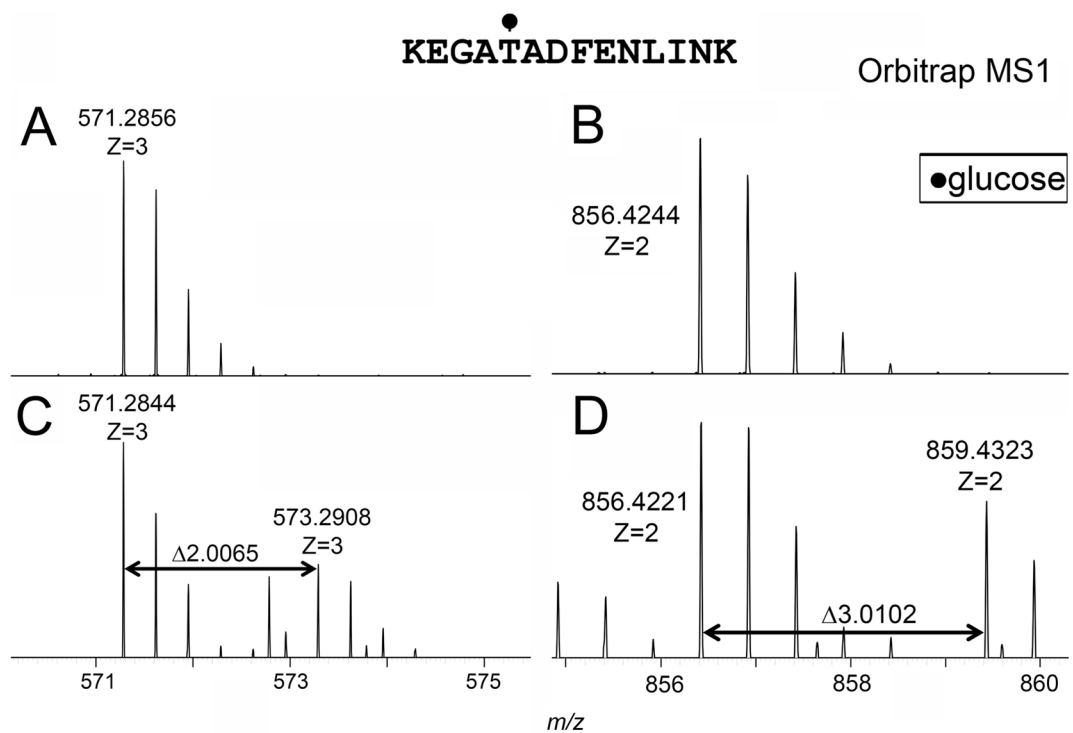 KEGATADFENLINK
Orbitrap MS1
A
571.2856
Z=3
B
856.4244
Z=2
●glucose
C
571.2844
Z=3
573.2908
Z=3
Δ2.0065
D
856.4221
Z=2
859.4323
Z=2
Δ3.0102
571 573 575
856 858 860
m/z